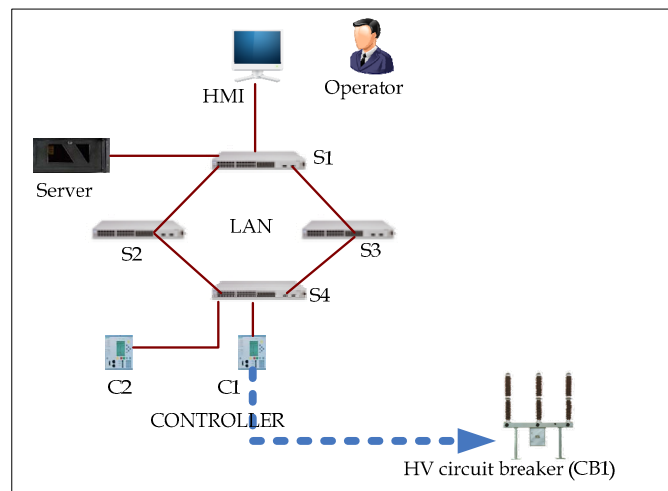 HMI
Operator
S1
Server
LAN
S2
S3
S4
C2
C1
CONTROLLER
HV circuit breaker (CB1)